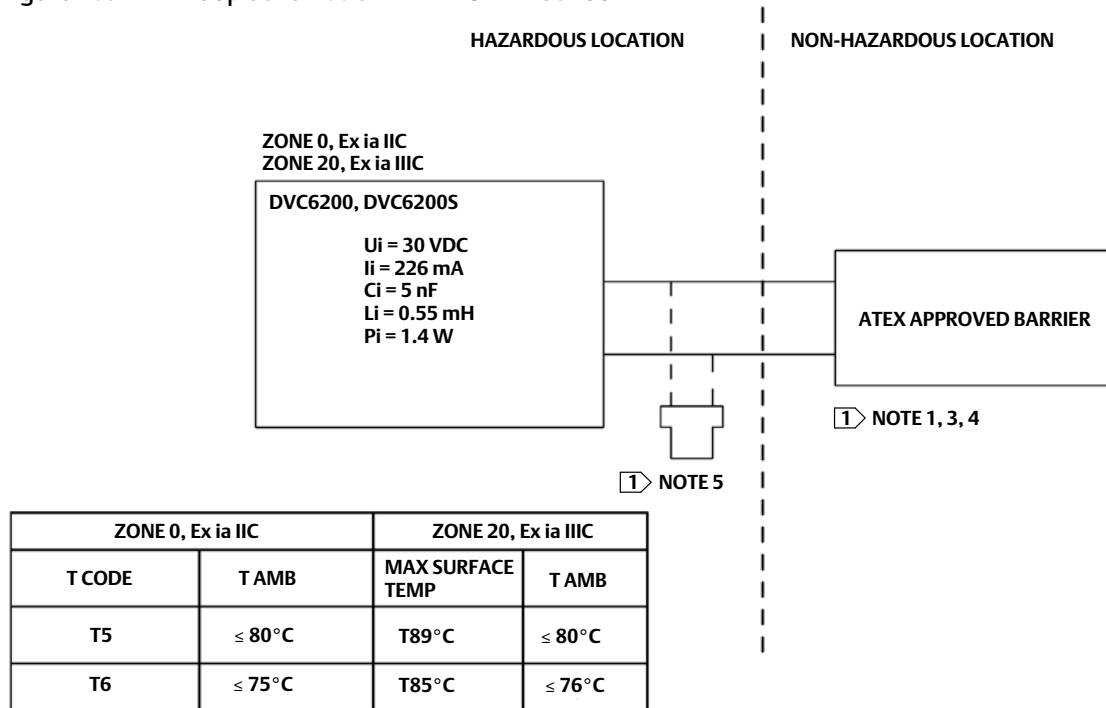 HAZARDOUS LOCATION
NON-HAZARDOUS LOCATION
ZONE 0, Ex ia IIC
ZONE 20, Ex ia IIIC
DVC6200, DVC6200S
Ui = 30 VDC
Ii = 226 mA
Ci = 5 nF
Li = 0.55 mH
Pi = 1.4 W
ATEX APPROVED BARRIER
1 NOTE 1, 3, 4
1 NOTE 5
ZONE 0, Ex ia IIC ZONE 20, Ex ia IIIC
T CODE T AMB MAX SURFACE TEMP T AMB
T5 ≤ 80°C T89°C ≤ 80°C
T6 ≤ 75°C T85°C ≤ 76°C